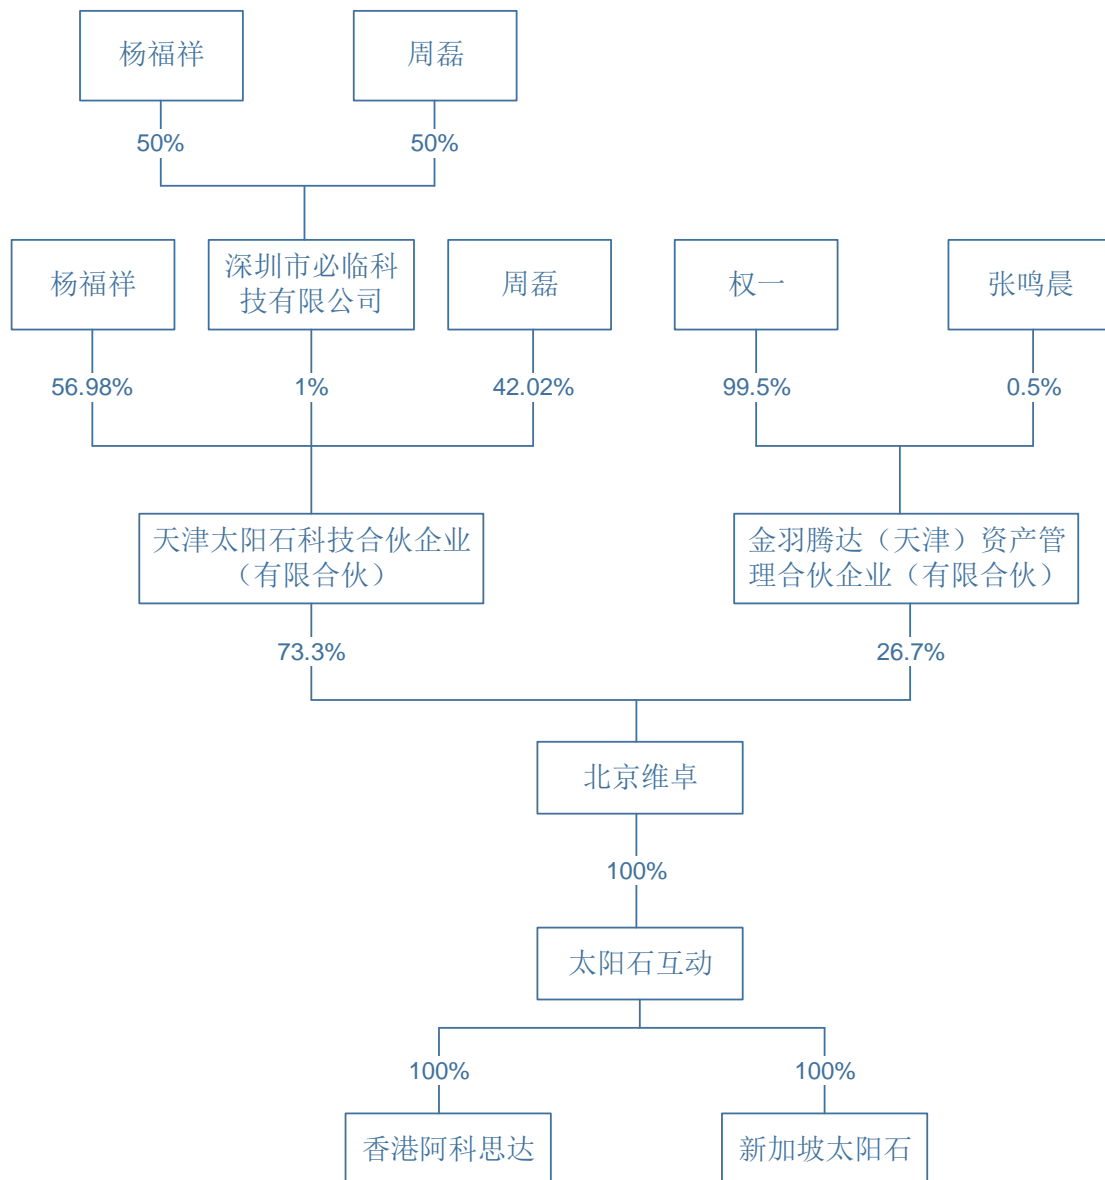 杨福祥
周磊
50%
50%
杨福祥
深圳市必临科
技有限公司
周磊
权一
张鸣晨
56.98%
1%
42.02%
99.5%
0.5%
天津太阳石科技合伙企业
（有限合伙）
金羽腾达（天津）资产管
理合伙企业（有限合伙）
73.3%
26.7%
北京维卓
100%
太阳石互动
100%
100%
香港阿科思达
新加坡太阳石